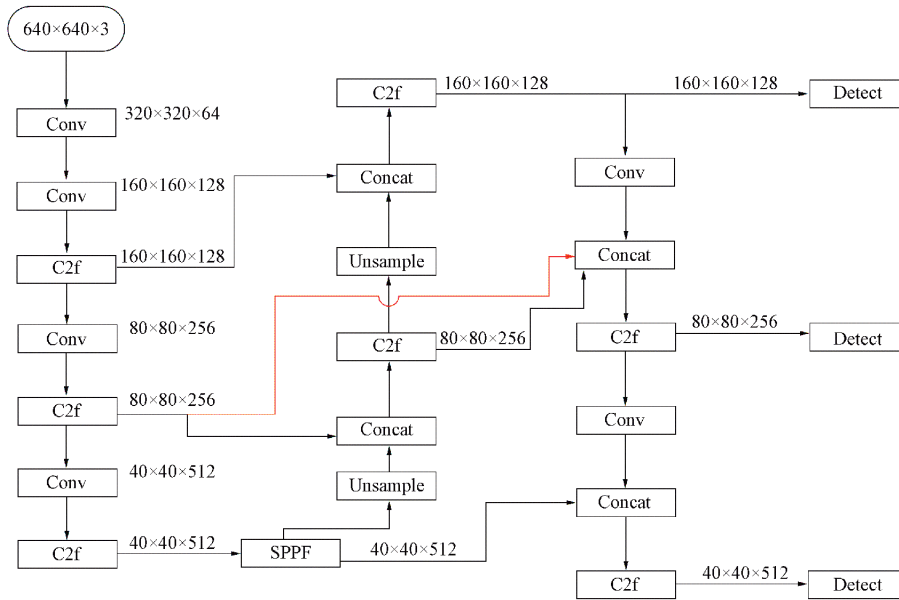 640×640×3
Conv
320×320×64
Conv
160×160×128
C2f
160×160×128
Conv
80×80×256
C2f
80×80×256
Conv
40×40×512
C2f
40×40×512
SPPF
40×40×512
C2f
160×160×128
160×160×128
Detect
Concat
Unsample
C2f
80×80×256
Concat
Unsample
Conv
Concat
C2f
80×80×256
Detect
Conv
Concat
C2f
40×40×512
Detect